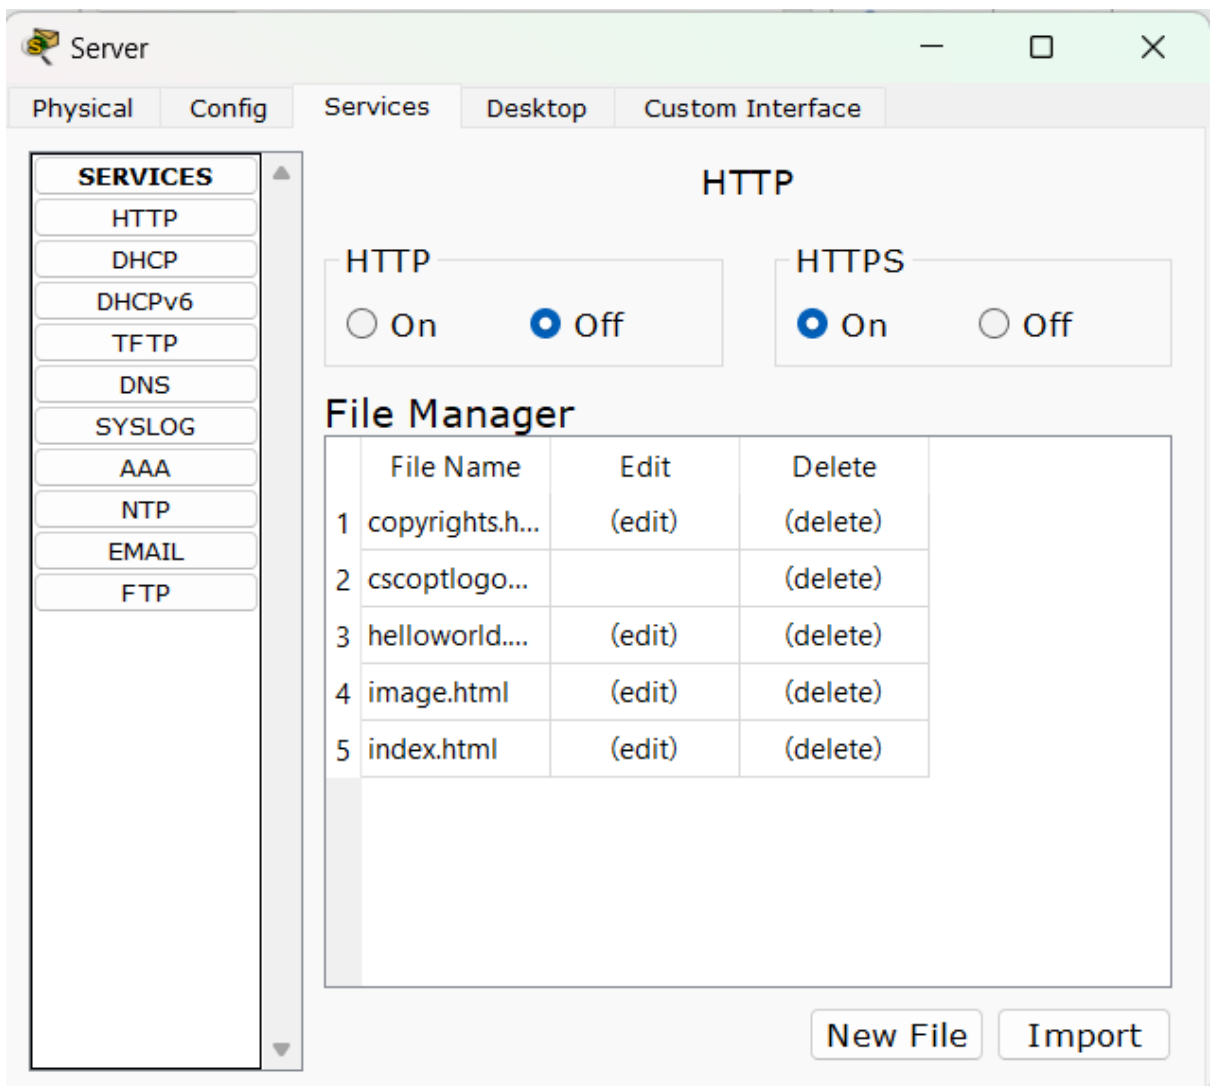 Server
Physical Config Services Desktop Custom Interface
SERVICES
HTTP
DHCP
DHCPv6
TFTP
DNS
SYSLOG
AAA
NTP
EMAIL
FTP
HTTP
HTTP
On Off
HTTPS
On Off
File Manager
File Name Edit Delete
1 copyrights.h... (edit) (delete)
2 cscoptlogo... (delete)
3 helloworld.... (edit) (delete)
4 image.html (edit) (delete)
5 index.html (edit) (delete)
New File Import